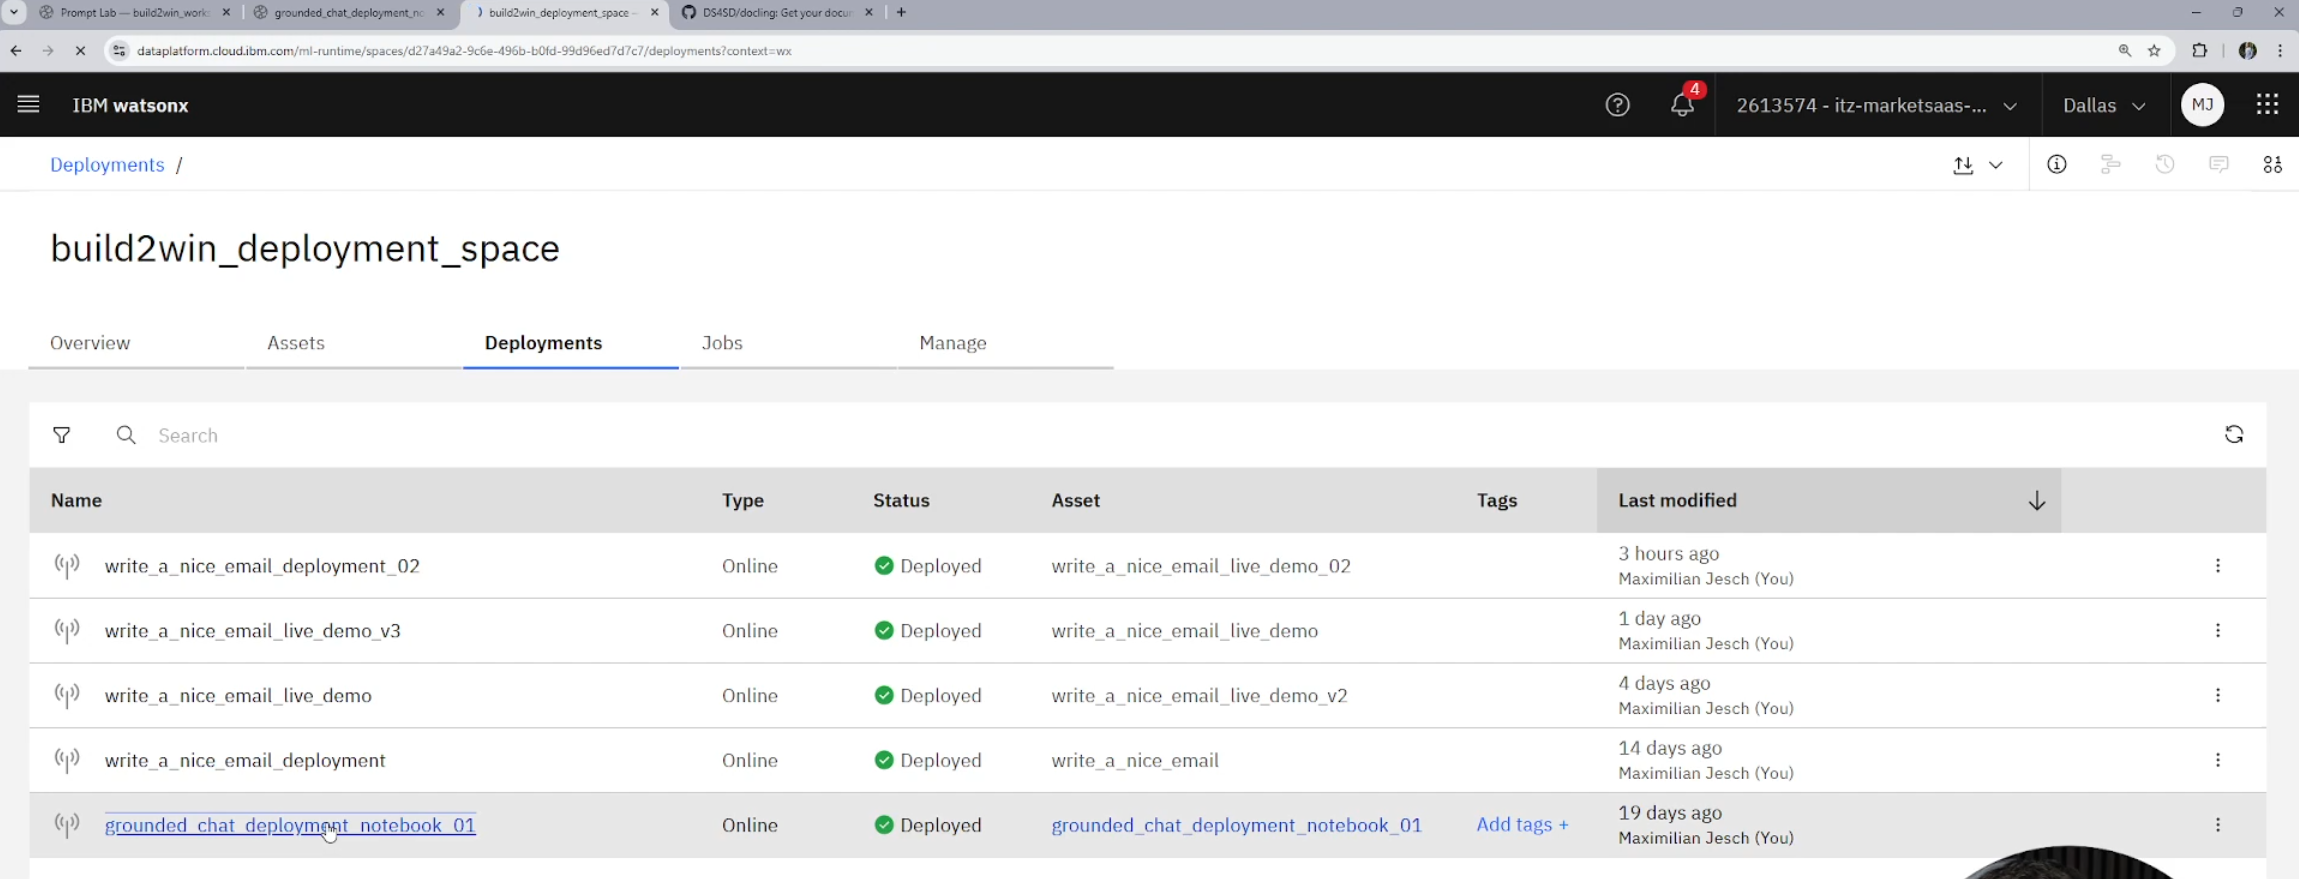 Prompt Lab — build2win_work
grounded_chat_deployment_no
build2win_deployment_space –
DS4SD/docling: Get your docu
dataplatform.cloud.ibm.com/ml-runtime/spaces/d27a49a2-9c6e-496b-b0fd-99d96ed7d7c7/deployments?context=wx
IBM watsonx
4
2613574 - itz-marketsaas-...
Dallas
MJ
Deployments /
build2win_deployment_space
Overview
Assets
Deployments
Jobs
Manage
Search
Name Type Status Asset Tags Last modified
write_a_nice_email_deployment_02 Online Deployed write_a_nice_email_live_demo_02 3 hours ago
Maximilian Jesch (You)
write_a_nice_email_live_demo_v3 Online Deployed write_a_nice_email_live_demo 1 day ago
Maximilian Jesch (You)
write_a_nice_email_live_demo Online Deployed write_a_nice_email_live_demo_v2 4 days ago
Maximilian Jesch (You)
write_a_nice_email_deployment Online Deployed write_a_nice_email 14 days ago
Maximilian Jesch (You)
grounded_chat_deployment_notebook_01 Online Deployed grounded_chat_deployment_notebook_01 Add tags + 19 days ago
Maximilian Jesch (You)